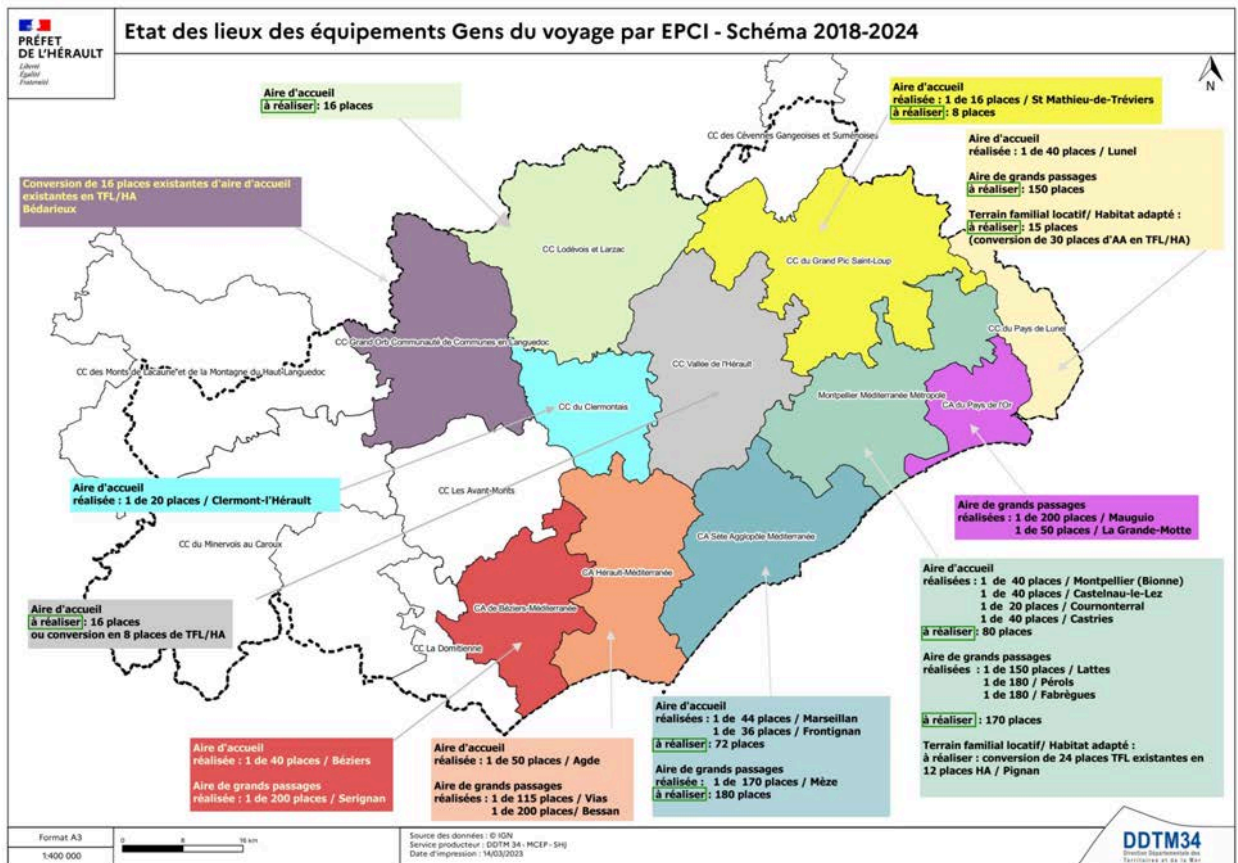 PRÉFET
DE L'HÉRAULT
Liberté
Égalité
Fraternité
Etat des lieux des équipements Gens du voyage par EPCI - Schéma 2018-2024
N
Aire d'accueil
à réaliser : 16 places
Aire d'accueil
réalisée : 1 de 16 places / St Mathieu-de-Tréviers
à réaliser : 8 places
CC des Cévennes Gangeoises et Suménoises
Aire d'accueil
réalisée : 1 de 40 places / Lunel
Aire de grands passages
à réaliser : 150 places
Terrain familial locatif/ Habitat adapté :
à réaliser : 15 places
(conversion de 30 places d'AA en TFL/HA)
Conversion de 16 places existantes d'aire d'accueil
existantes en TFL/HA
Bédarieux
CC Lodévois et Larzac
CC du Grand Pic Saint-Loup
CC du Pays de Lunel
CC Grand Orb Communauté de Communes en Languedoc
CC Vallée de l'Hérault
CC des Monts de Lacaune et de la Montagne du Haut-Languedoc
CC du Clermontais
Montpellier Méditerranée Métropole
CA du Pays de l'Or
Aire d'accueil
réalisée : 1 de 20 places / Clermont-l'Hérault
CC Les Avant-Monts
CC du Minervois au Caroux
CA Sète Agglopôle Méditerranée
CA Hérault-Méditerranée
CA de Béziers-Méditerranée
CC La Domitienne
Aire de grands passages
réalisées : 1 de 200 places / Mauguio
1 de 50 places / La Grande-Motte
Aire d'accueil
à réaliser : 16 places
ou conversion en 8 places de TFL/HA
Aire d'accueil
réalisées : 1 de 40 places / Montpellier (Bionne)
1 de 40 places / Castelnau-le-Lez
1 de 20 places / Cournonterral
1 de 40 places / Castries
à réaliser : 80 places
Aire de grands passages
réalisées : 1 de 150 places / Lattes
1 de 180 / Pérols
1 de 180 / Fabrègues
à réaliser : 170 places
Terrain familial locatif/ Habitat adapté :
à réaliser : conversion de 24 places TFL existantes en
12 places HA / Pignan
Aire d'accueil
réalisée : 1 de 40 places / Béziers
Aire de grands passages
réalisée : 1 de 200 places / Serignan
Aire d'accueil
réalisée : 1 de 50 places / Agde
Aire de grands passages
réalisées : 1 de 115 places / Vias
1 de 200 places/ Bessan
Aire d'accueil
réalisées : 1 de 44 places / Marseillan
1 de 36 places / Frontignan
à réaliser : 72 places
Aire de grands passages
réalisée : 1 de 170 places / Mèze
à réaliser : 180 places
Format A3
1:400 000
0 8 16 km
Source des données : © IGN
Service producteur : DDTM 34 - MCEP - SHJ
Date d'impression : 14/03/2023
DDTM34
Direction Départementale des
Territoires et de la Mer